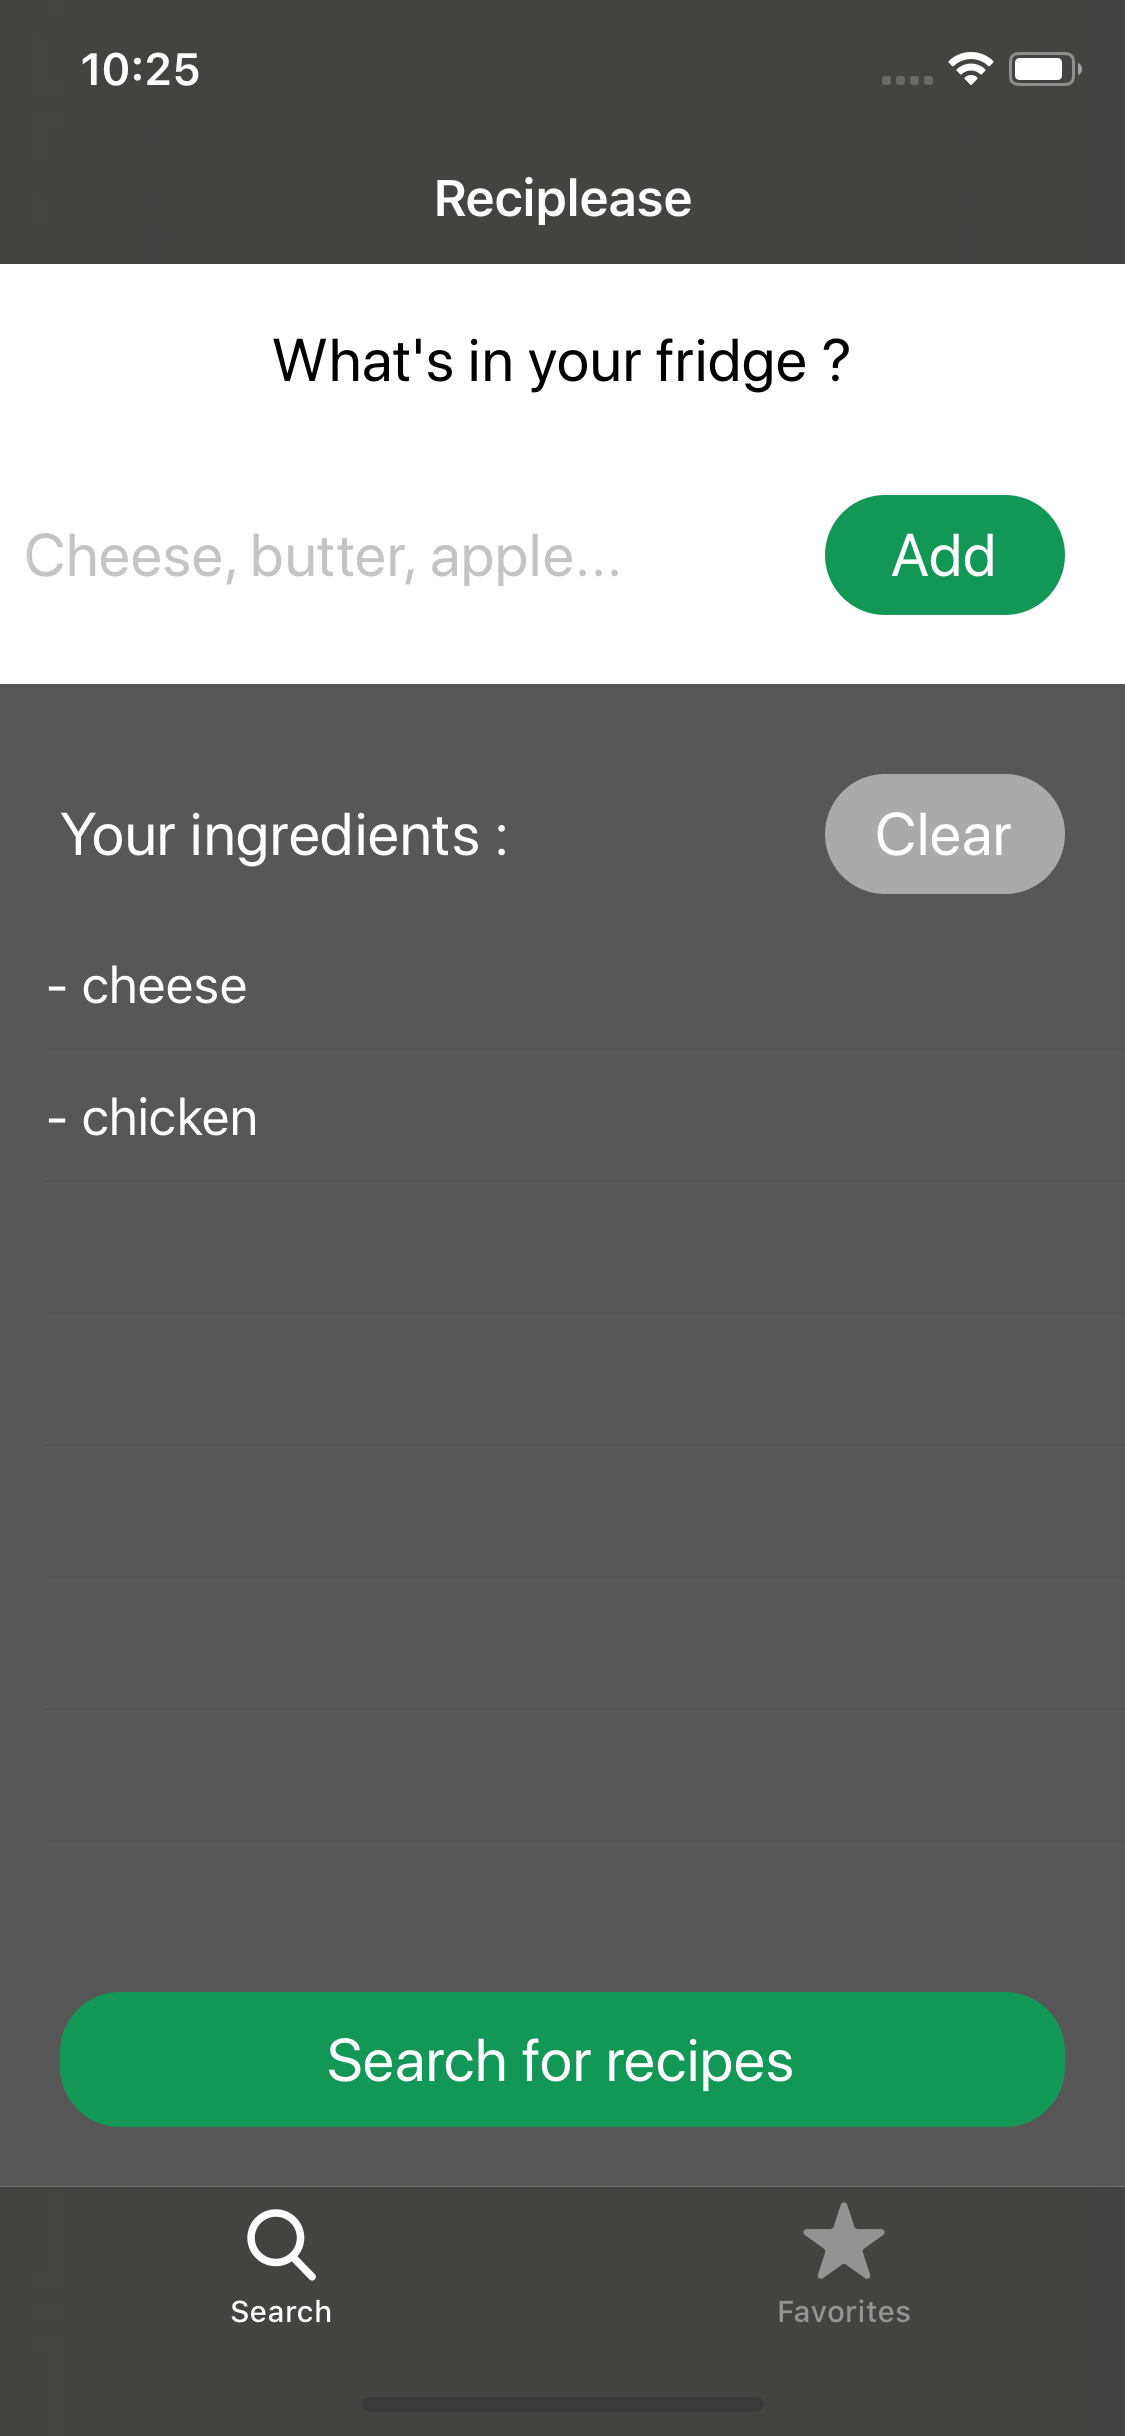 10:25
Reciplease
What's in your fridge ?
Cheese, butter, apple...
Add
Your ingredients :
Clear
- cheese
- chicken
Search for recipes
Search
Favorites